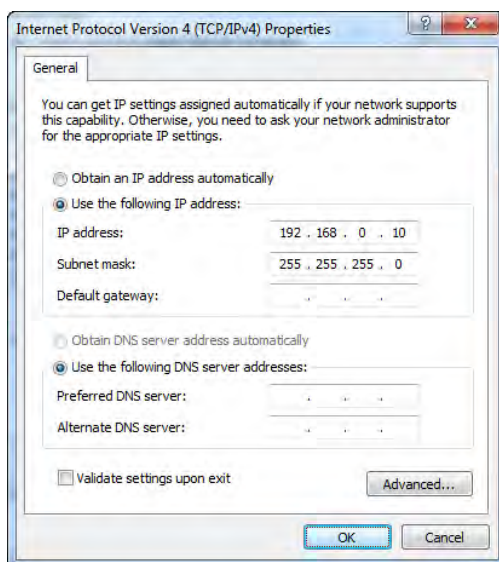 Internet Protocol Version 4 (TCP/IPv4) Properties
General
You can get IP settings assigned automatically if your network supports
this capability. Otherwise, you need to ask your network administrator
for the appropriate IP settings.
Obtain an IP address automatically
Use the following IP address:
IP address: 192 . 168 . 0 . 10
Subnet mask: 255 . 255 . 255 . 0
Default gateway: . . .
Obtain DNS server address automatically
Use the following DNS server addresses:
Preferred DNS server: . . .
Alternate DNS server: . . .
Validate settings upon exit
Advanced...
OK Cancel